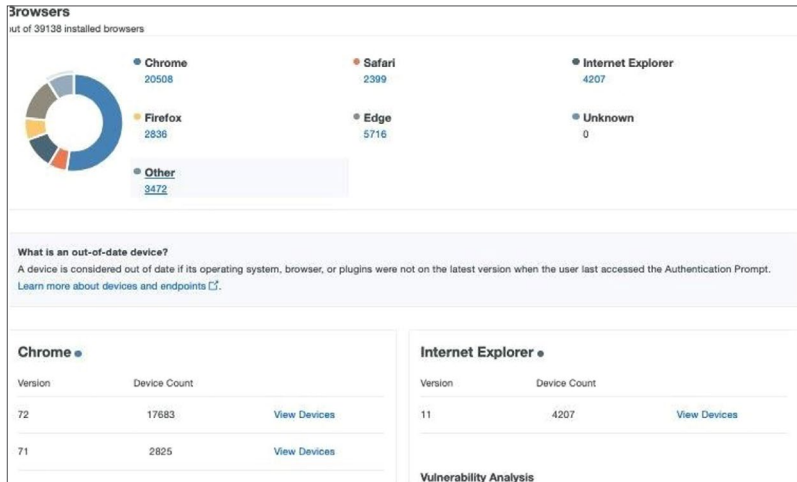 Browsers
out of 39138 installed browsers
Chrome
20508
Safari
2399
Internet Explorer
4207
Firefox
2836
Edge
5716
Unknown
0
Other
3472
What is an out-of-date device?
A device is considered out of date if its operating system, browser, or plugins were not on the latest version when the user last accessed the Authentication Prompt.
Learn more about devices and endpoints.
Chrome
Version Device Count
72 17683 View Devices
71 2825 View Devices
Internet Explorer
Version Device Count
11 4207 View Devices
Vulnerability Analysis